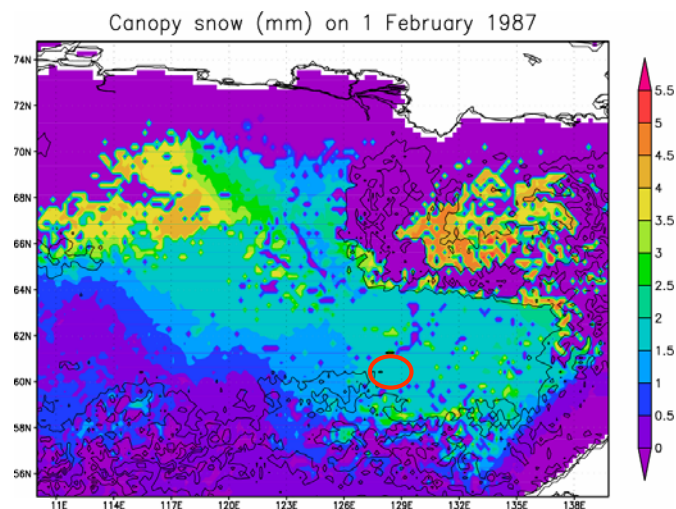 Canopy snow (mm) on 1 February 1987
74N
72N
70N
68N
66N
64N
62N
60N
58N
56N
11E 114E 117E 120E 123E 126E 129E 132E 135E 138E
5.5
5
4.5
4
3.5
3
2.5
2
1.5
1
0.5
0